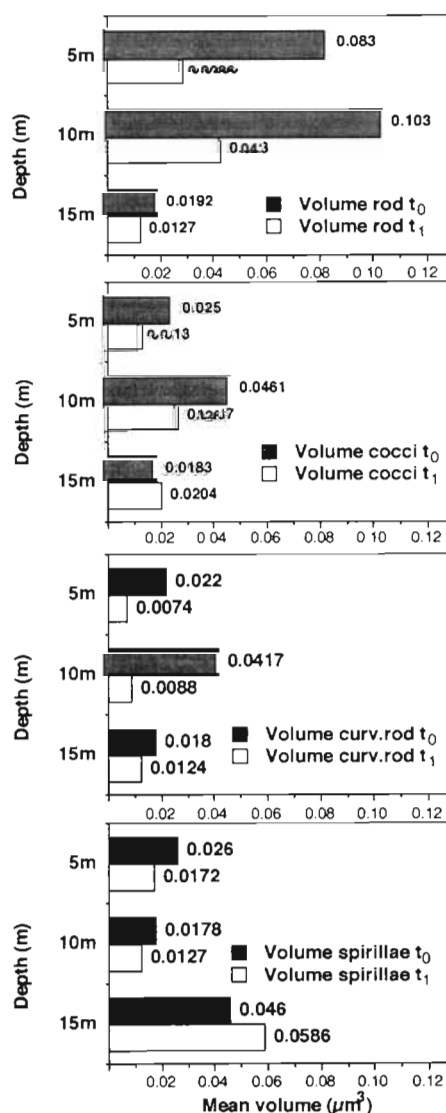 Depth (m)
5m
0.083
10m
0.103
15m
0.0192
0.0127
Volume rod t0
Volume rod t1
0.02 0.04 0.06 0.08 0.10 0.12
Depth (m)
5m
0.025
10m
0.0461
15m
0.0183
0.0204
Volume cocci t0
Volume cocci t1
0.02 0 04 0.06 0.08 0.10 0.12
Depth (m)
5m
0.022
0.0074
10m
0.0417
0.0088
15m
0.018
0.0124
Volume curv.rod t0
Volume curv.rod t1
0.00 0.02 0.04 0.06 0.08 0.10 0.12
Depth (m)
5m
0.026
0.0172
10m
0.0178
0.0127
15m
0.046
0.0586
Volume spirillae t0
Volume spirillae t1
0.00 0.02 0.04 0.06 0.08 0.10 0.12
Mean volume (µm³)